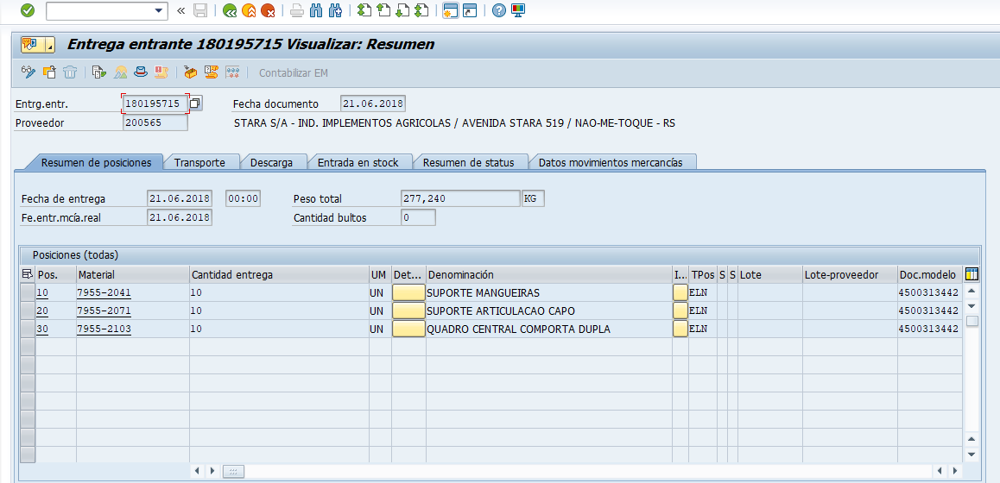 Entrega entrante 180195715 Visualizar: Resumen
Contabilizar EM
Entrg.entr. 180195715 Fecha documento 21.06.2018
Proveedor 200565 STARA S/A - IND. IMPLEMENTOS AGRICOLAS / AVENIDA STARA 519 / NAO-ME-TOQUE - RS
Resumen de posiciones Transporte Descarga Entrada en stock Resumen de status Datos movimientos mercancías
Fecha de entrega 21.06.2018 00:00 Peso total 277,240 KG
Fe.entr.mcía.real 21.06.2018 Cantidad bultos 0
Posiciones (todas)
Pos. Material Cantidad entrega UM Det... Denominación I... TPos S S Lote Lote-proveedor Doc.modelo
10 7955-2041 10 UN SUPORTE MANGUEIRAS ELN 4500313442
20 7955-2071 10 UN SUPORTE ARTICULACAO CAPO ELN 4500313442
30 7955-2103 10 UN QUADRO CENTRAL COMPORTA DUPLA ELN 4500313442